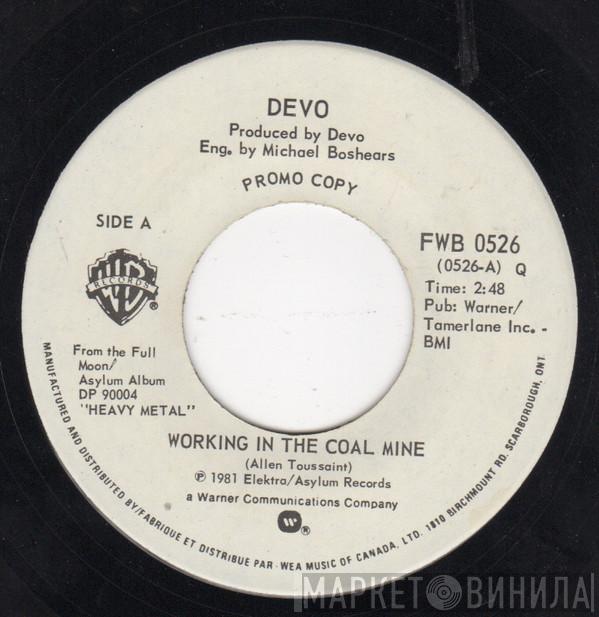 DEVO
Produced by Devo
Eng. by Michael Boshears
PROMO COPY
SIDE A
WB
RECORDS
®
FWB 0526
(0526-A) Q
Time: 2:48
Pub: Warner/
Tamerlane Inc. -
BMI
From the Full
Moon/
Asylum Album
DP 90004
"HEAVY METAL"
WORKING IN THE COAL MINE
(Allen Toussaint)
℗ 1981 Elektra/Asylum Records
a Warner Communications Company
®
MANUFACTURED AND DISTRIBUTED BY/FABRIQUE ET DISTRIBUE PAR - WEA MUSIC OF CANADA, LTD. 1810 BIRCHMOUNT RD. SCARBOROUGH, ONT
МАРКЕТ ВИНИЛА